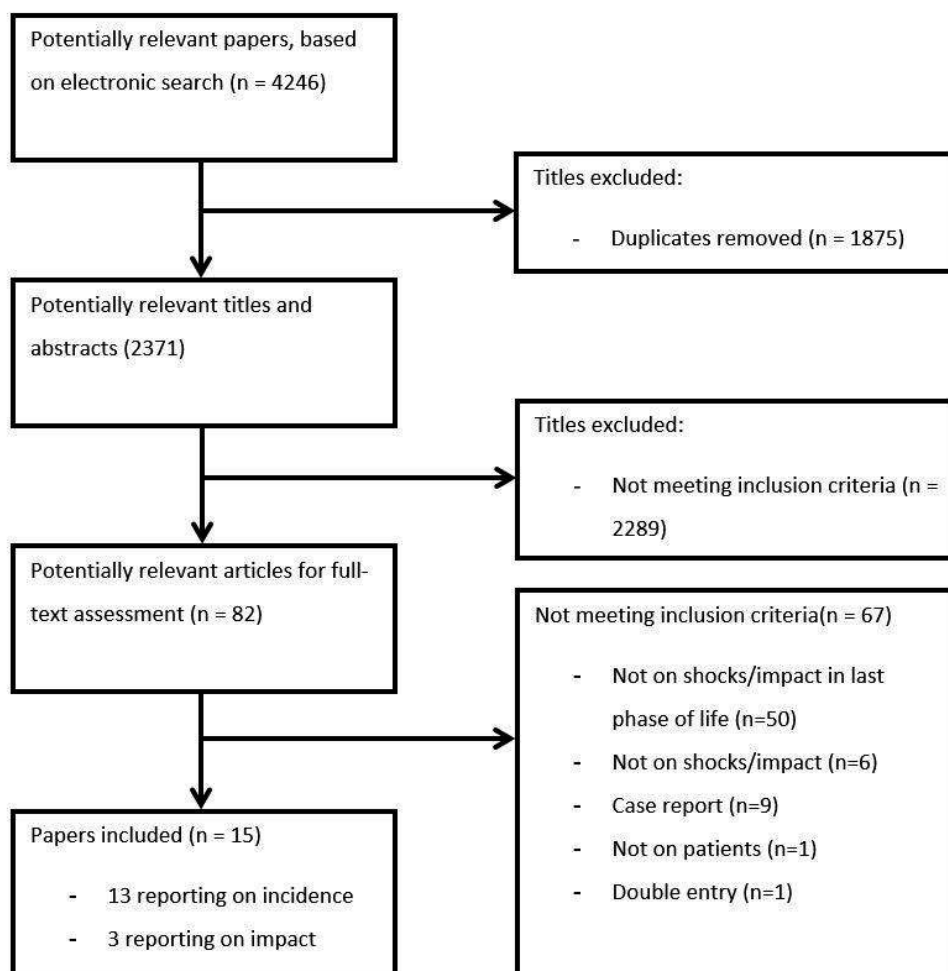 Potentially relevant papers, based
on electronic search (n = 4246)
Titles excluded:
- Duplicates removed (n = 1875)
Potentially relevant titles and
abstracts (2371)
Titles excluded:
- Not meeting inclusion criteria (n =
2289)
Potentially relevant articles for full-
text assessment (n = 82)
Not meeting inclusion criteria(n = 67)
- Not on shocks/impact in last
phase of life (n=50)
- Not on shocks/impact (n=6)
- Case report (n=9)
- Not on patients (n=1)
- Double entry (n=1)
Papers included (n = 15)
- 13 reporting on incidence
- 3 reporting on impact